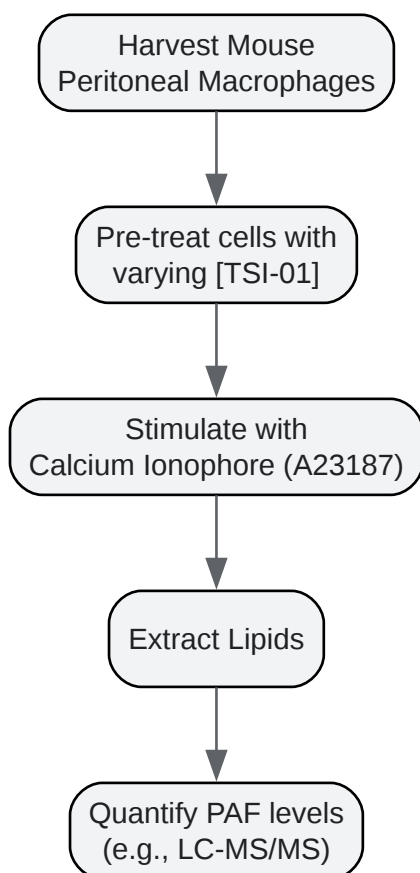 Harvest Mouse
Peritoneal Macrophages
Pre-treat cells with
varying [TSI-01]
Stimulate with
Calcium Ionophore (A23187)
Extract Lipids
Quantify PAF levels
(e.g., LC-MS/MS)